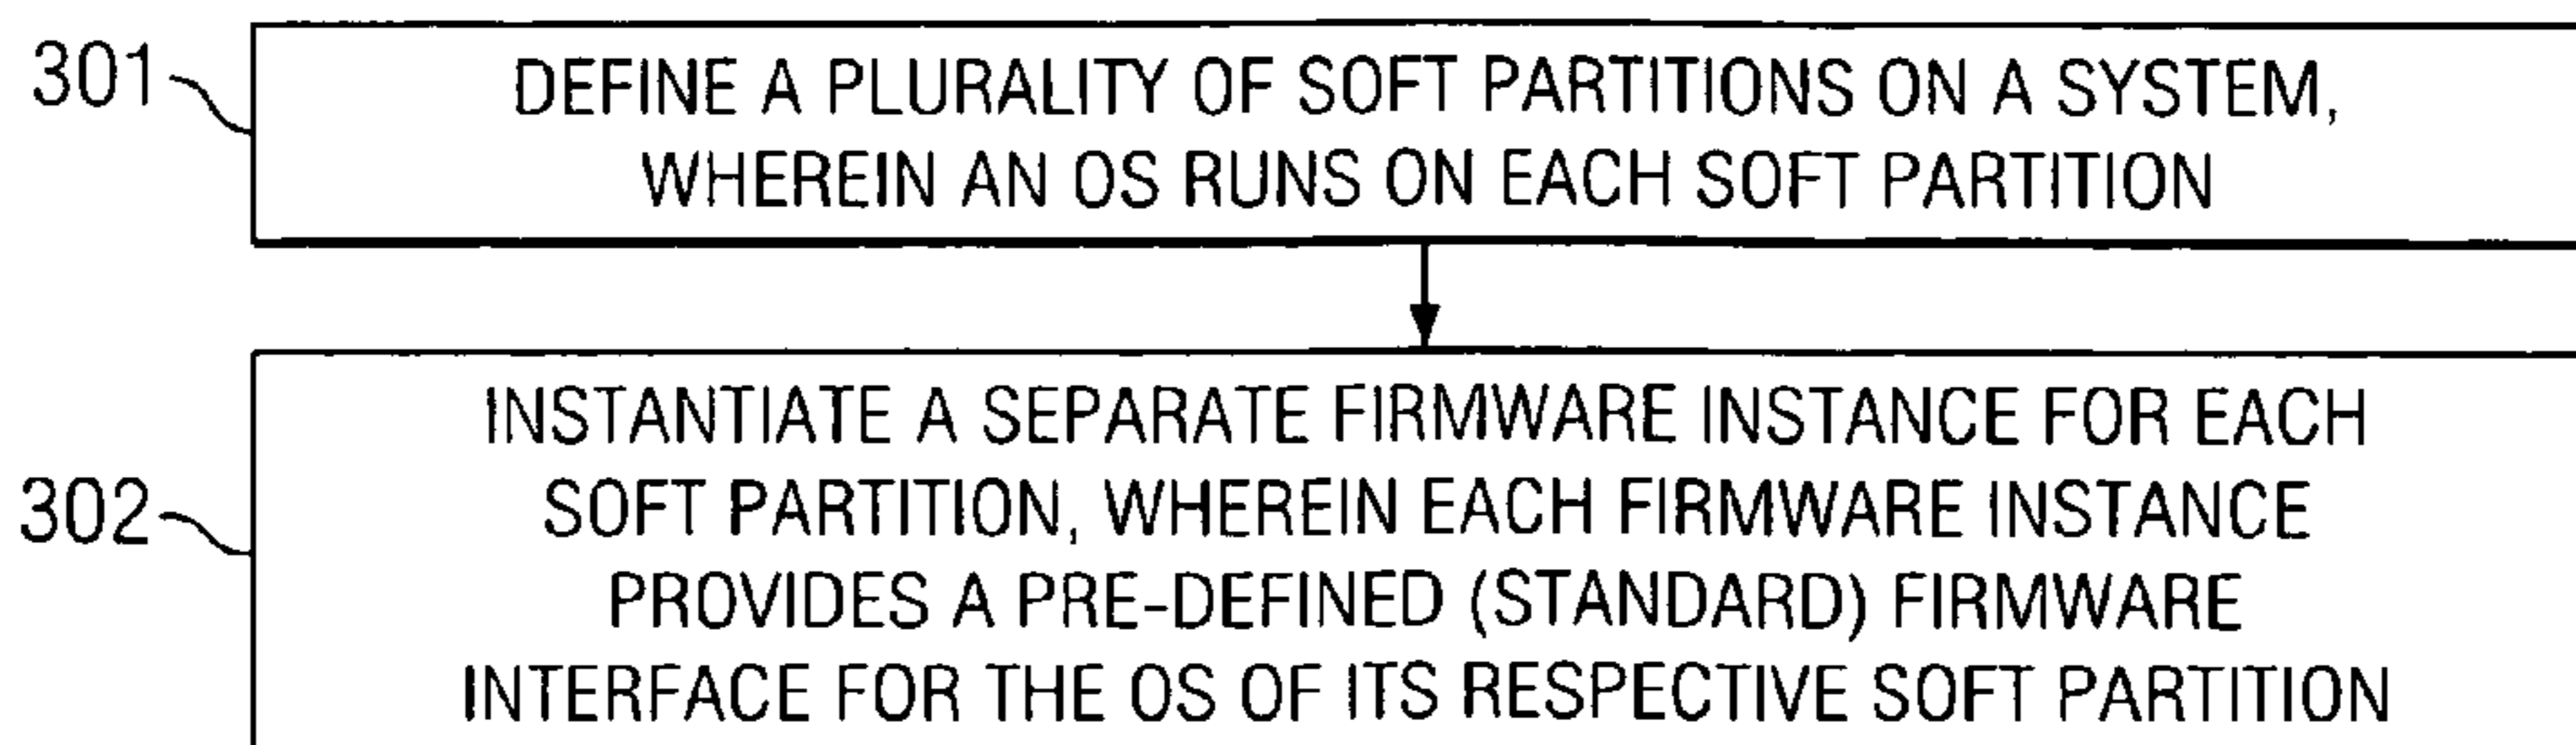 301
DEFINE A PLURALITY OF SOFT PARTITIONS ON A SYSTEM,
WHEREIN AN OS RUNS ON EACH SOFT PARTITION
302
INSTANTIATE A SEPARATE FIRMWARE INSTANCE FOR EACH
SOFT PARTITION, WHEREIN EACH FIRMWARE INSTANCE
PROVIDES A PRE-DEFINED (STANDARD) FIRMWARE
INTERFACE FOR THE OS OF ITS RESPECTIVE SOFT PARTITION